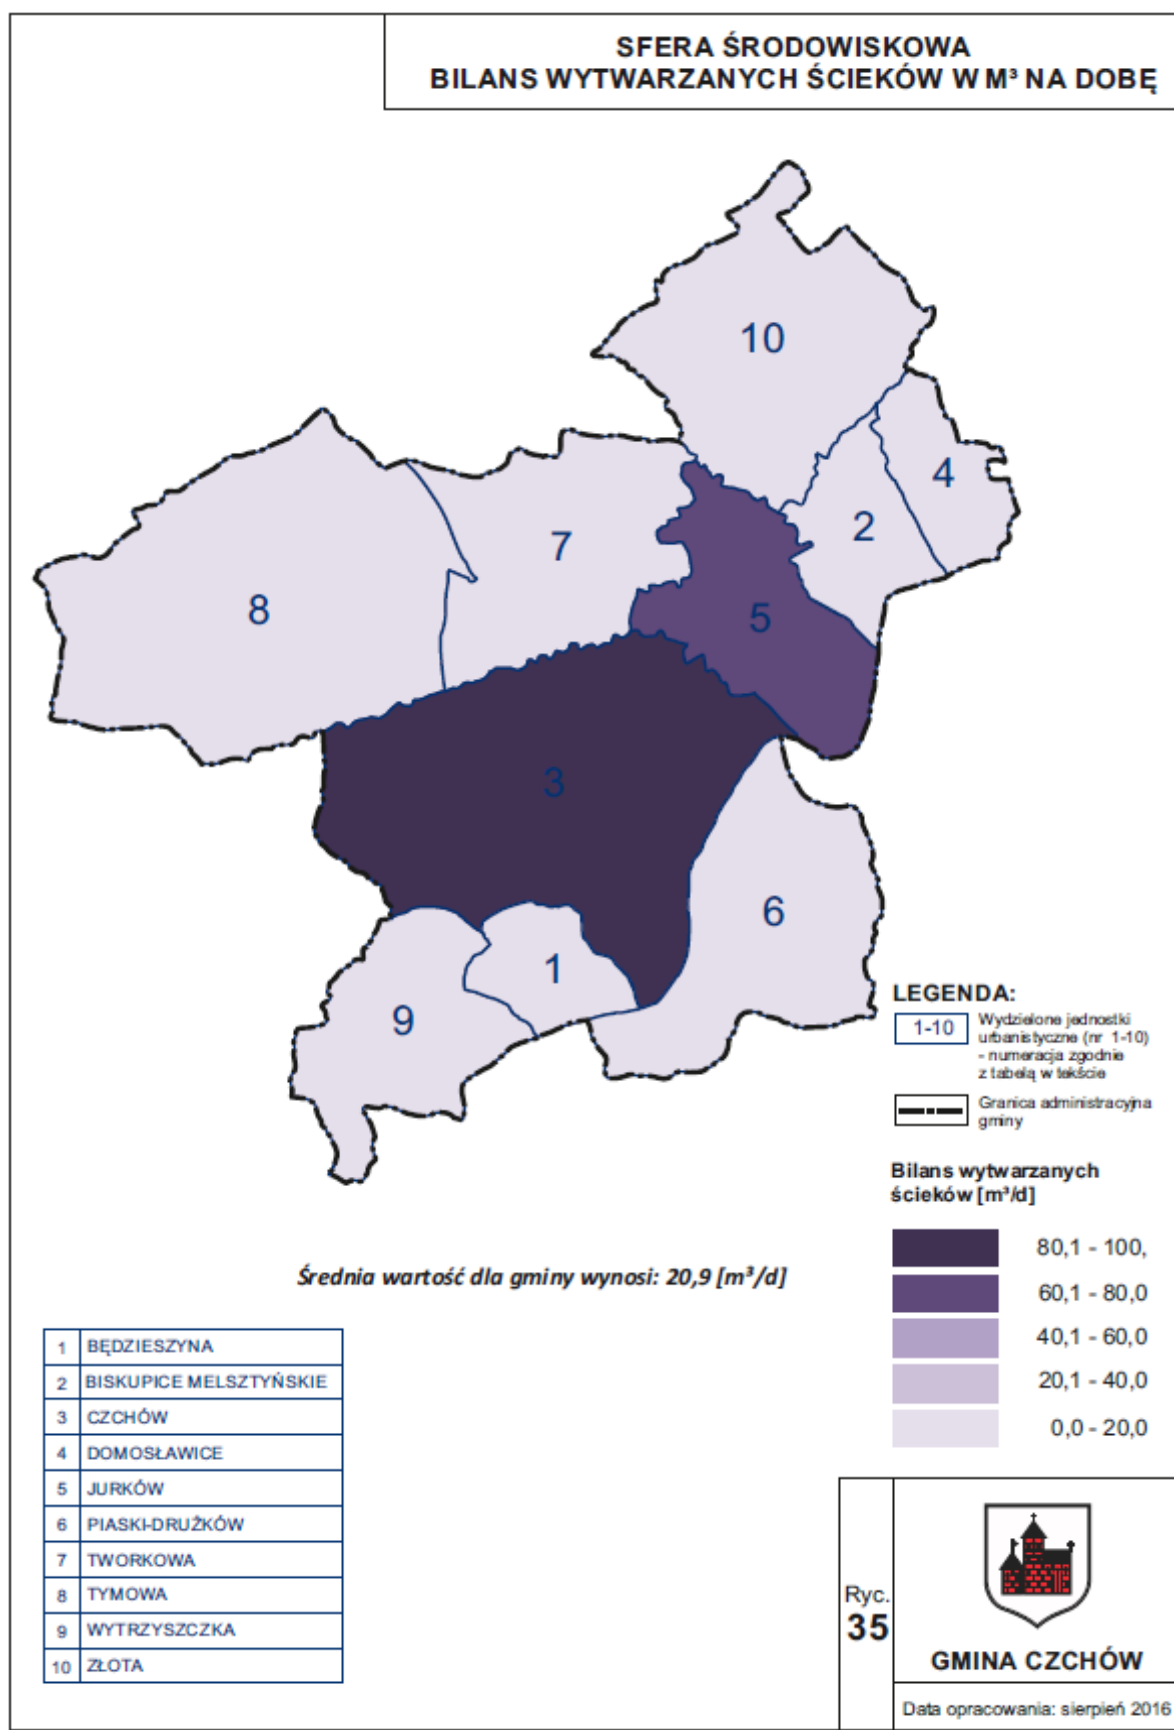 SFERA ŚRODOWISKOWA
BILANS WYTWARZANYCH ŚCIEKÓW W M³ NA DOBĘ
10
4
2
7
8
5
3
6
1
9
LEGENDA:
1-10
Wydzielone jednostki
urbanistyczne (nr 1-10)
- numeracja zgodnie
z tabelą w tekście
Granica administracyjna
gminy
Bilans wytwarzanych
ścieków [m³/d]
80,1 - 100,
60,1 - 80,0
40,1 - 60,0
20,1 - 40,0
0,0 - 20,0
Średnia wartość dla gminy wynosi: 20,9 [m³/d]
1 BĘDZIESZYNA
2 BISKUPICE MELSZTYŃSKIE
3 CZCHÓW
4 DOMOSŁAWICE
5 JURKÓW
6 PIASKI-DRUŻKÓW
7 TWORKOWA
8 TYMOWA
9 WYTRZYSZCZKA
10 ZŁOTA
Ryc.
35
GMINA CZCHÓW
Data opracowania: sierpień 2016